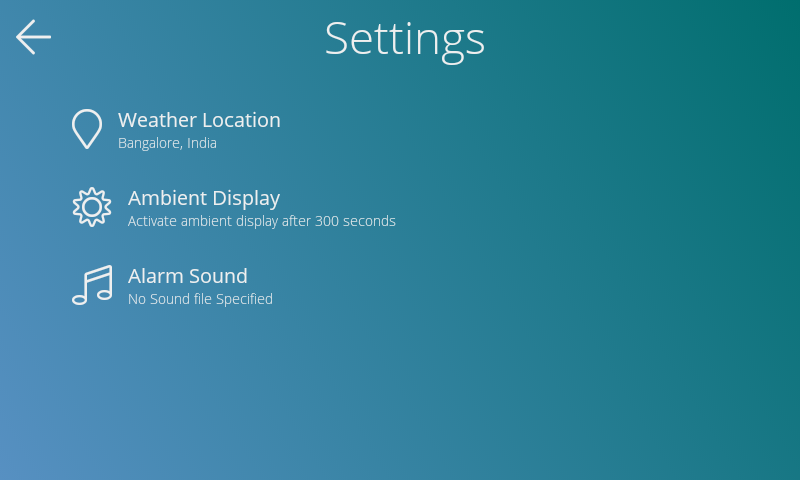 Settings
Weather Location
Bangalore, India
Ambient Display
Activate ambient display after 300 seconds
Alarm Sound
No Sound file Specified